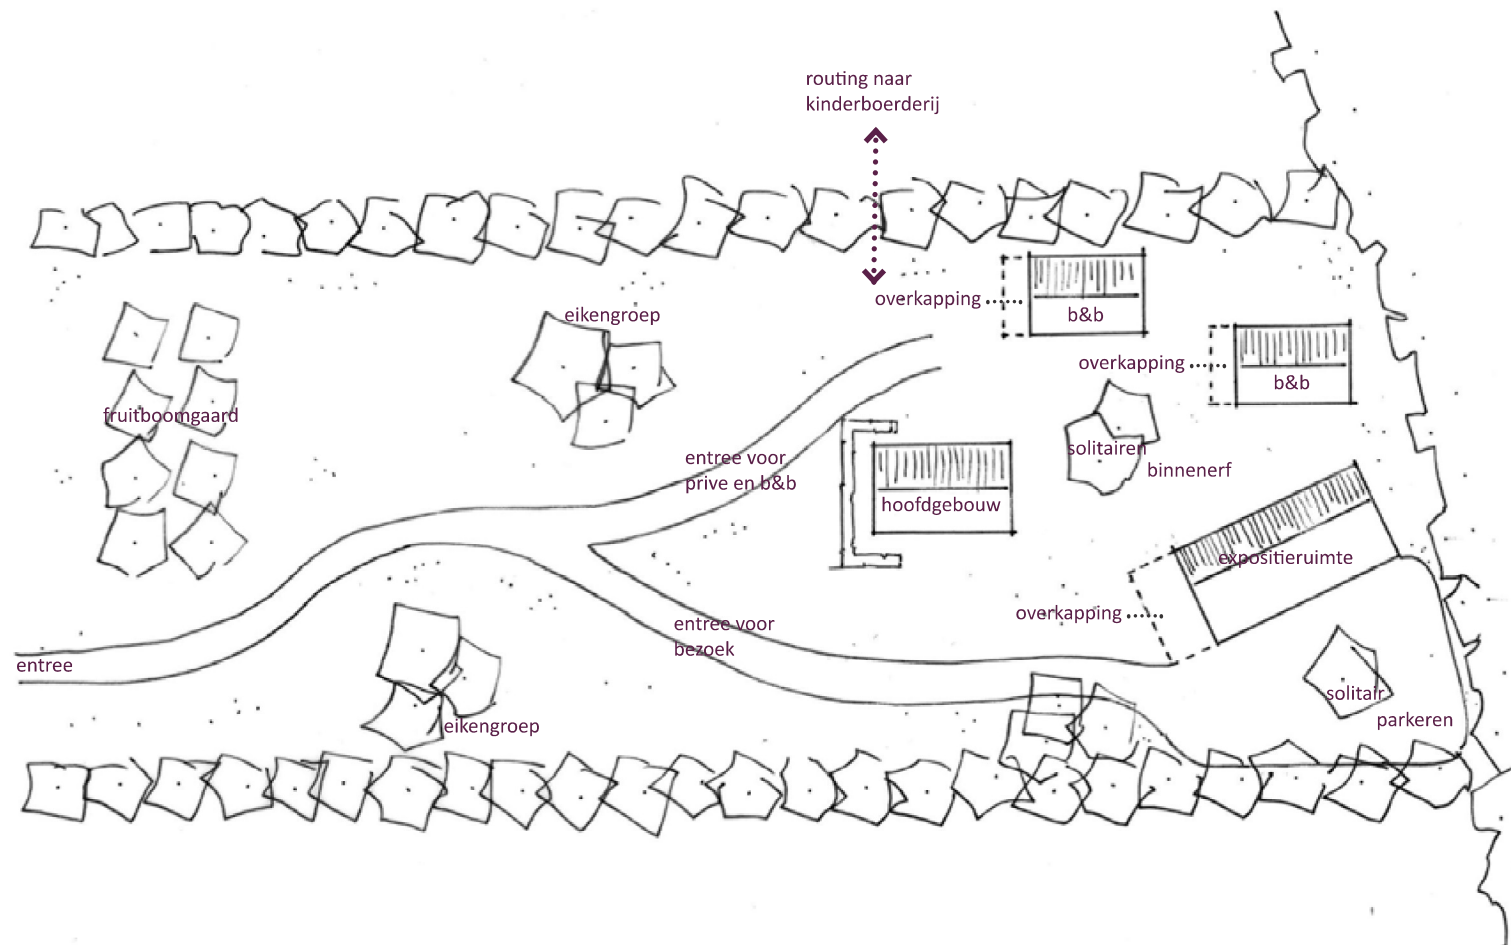 routing naar
kinderboerderij
overkapping
b&b
eikengroep
overkapping
b&b
fruitboomgaard
solitairen
binnenerf
entree voor
prive en b&b
hoofdgebouw
expositieruimte
overkapping
entree voor
bezoek
entree
solitair
parkeren
eikengroep